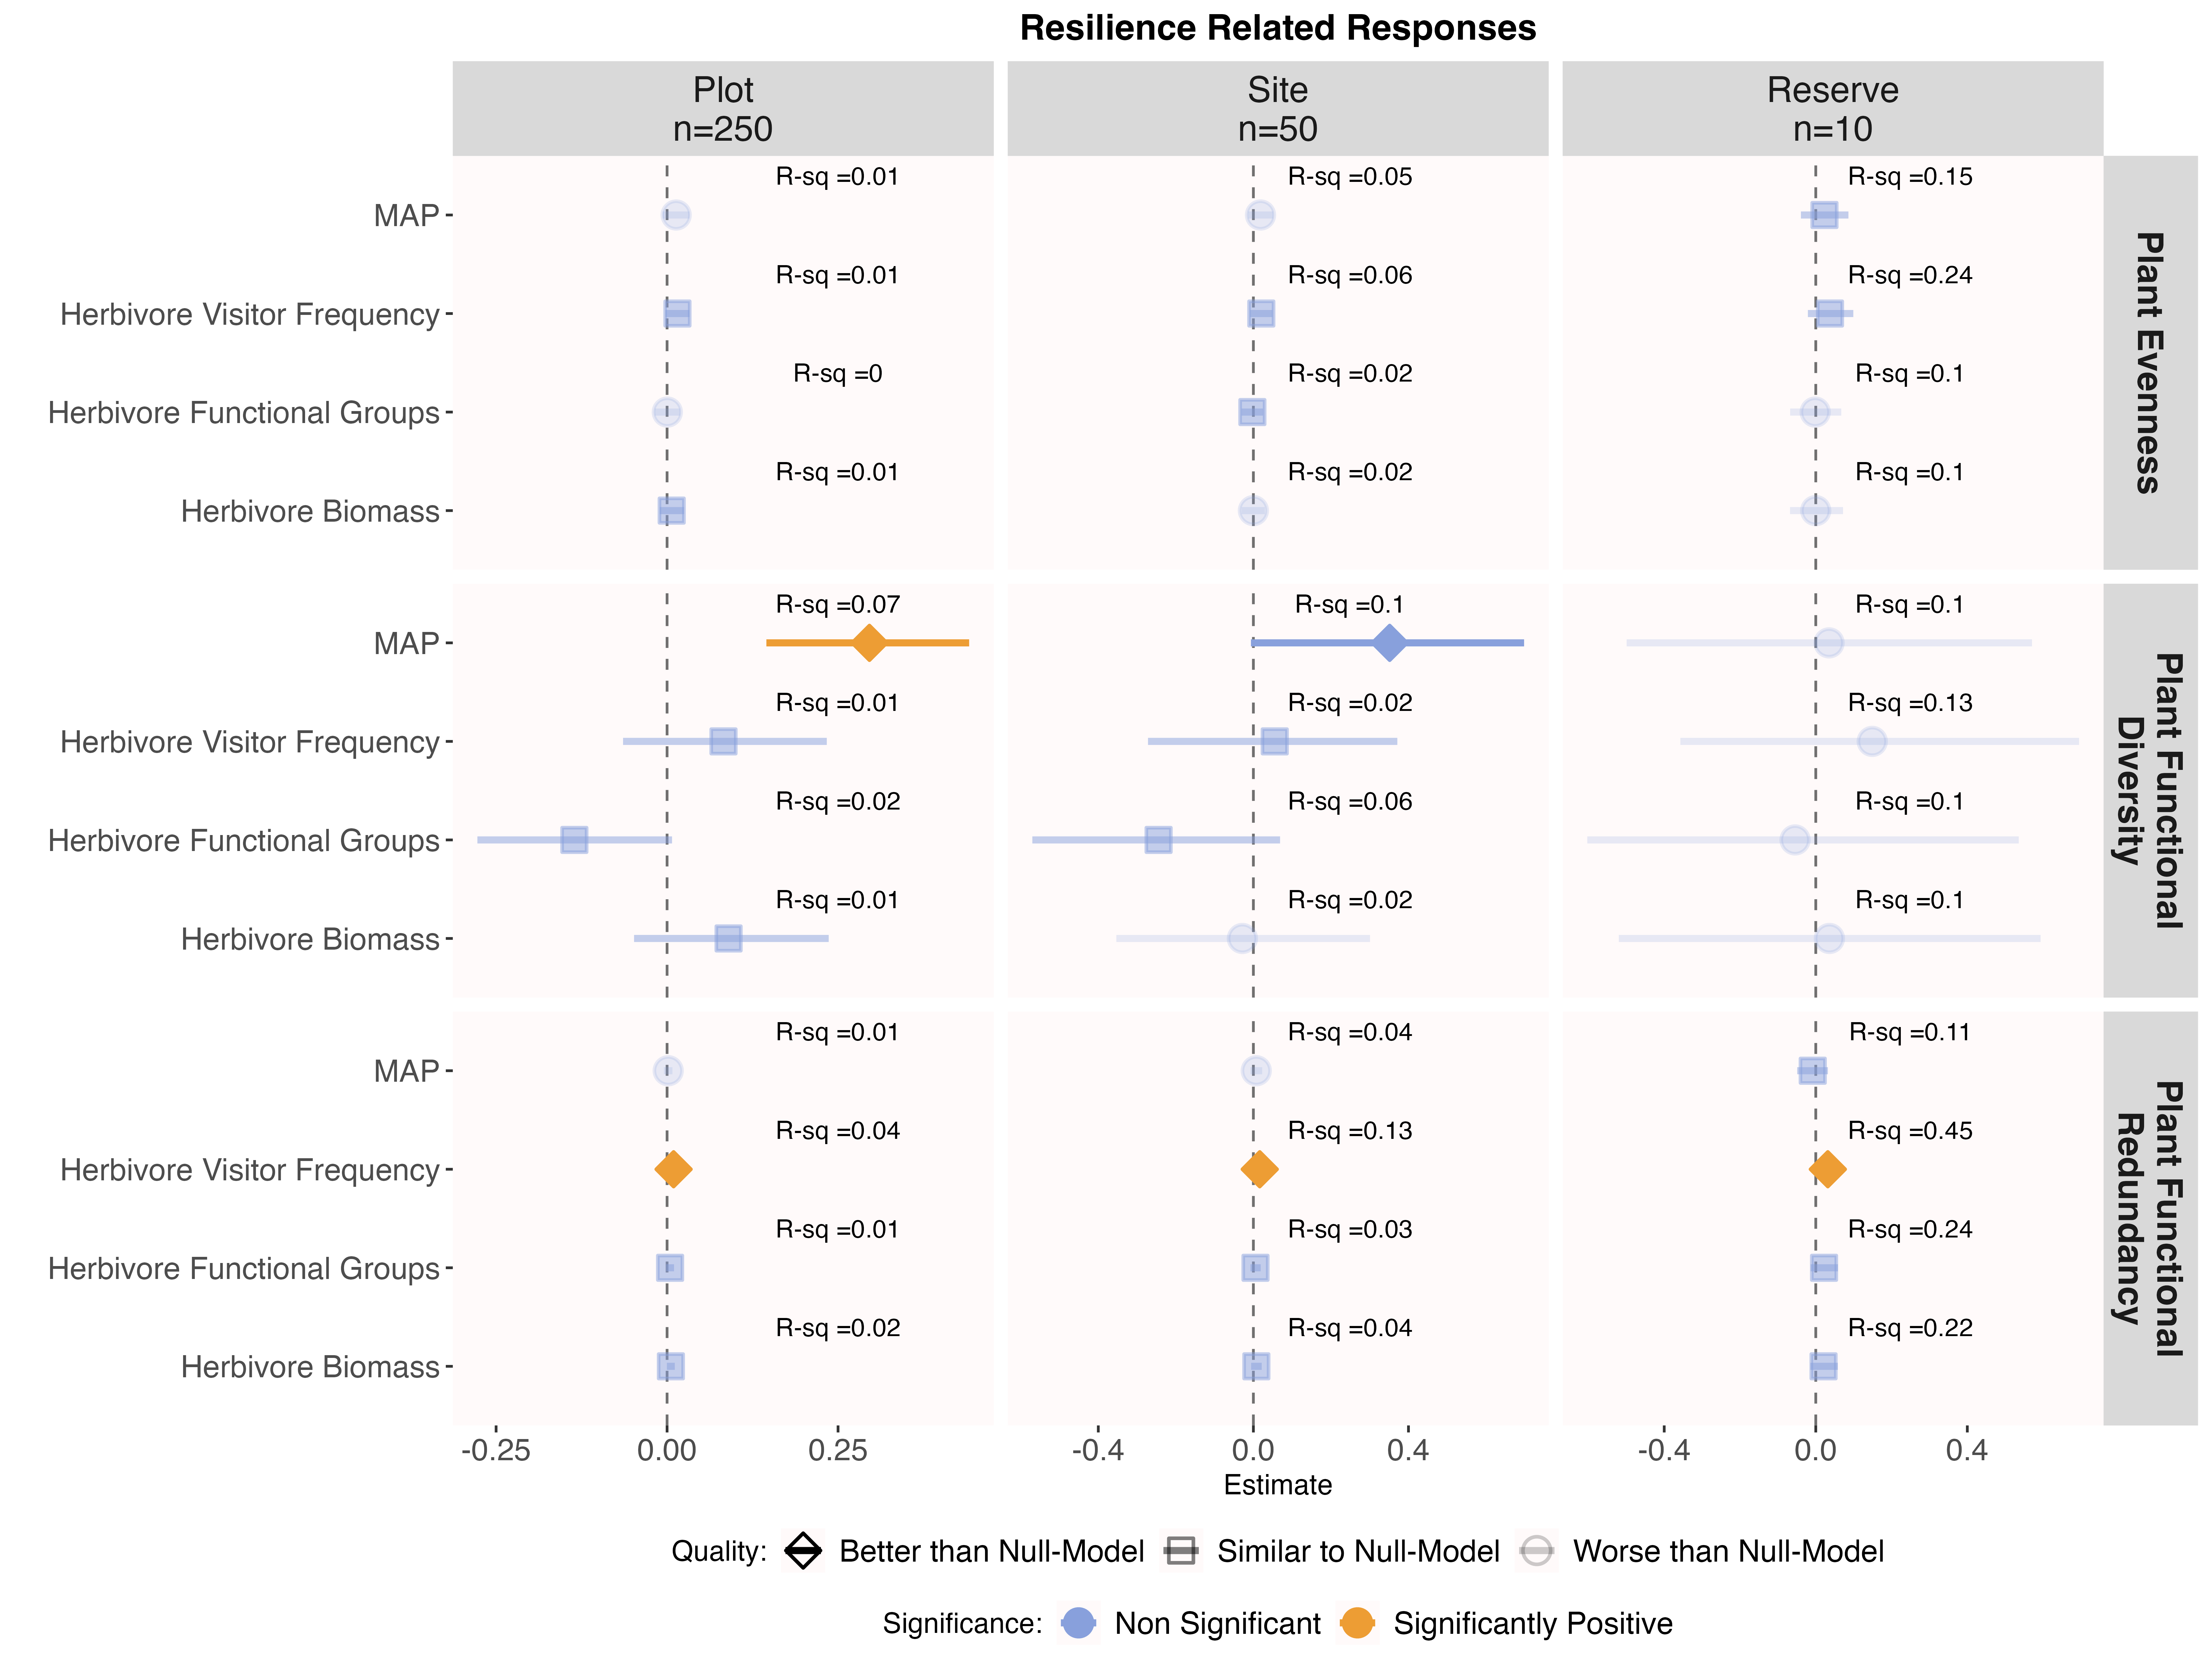 Resilience Related Responses
Plot
n=250
Site
n=50
Reserve
n=10
MAP
R-sq =0.01
R-sq =0.05
R-sq =0.15
Herbivore Visitor Frequency
R-sq =0.01
R-sq =0.06
R-sq =0.24
Herbivore Functional Groups
R-sq =0
R-sq =0.02
R-sq =0.1
Herbivore Biomass
R-sq =0.01
R-sq =0.02
R-sq =0.1
Plant Evenness
MAP
R-sq =0.07
R-sq =0.1
R-sq =0.1
Herbivore Visitor Frequency
R-sq =0.01
R-sq =0.02
R-sq =0.13
Herbivore Functional Groups
R-sq =0.02
R-sq =0.06
R-sq =0.1
Herbivore Biomass
R-sq =0.01
R-sq =0.02
R-sq =0.1
Plant Functional
Diversity
MAP
R-sq =0.01
R-sq =0.04
R-sq =0.11
Herbivore Visitor Frequency
R-sq =0.04
R-sq =0.13
R-sq =0.45
Herbivore Functional Groups
R-sq =0.01
R-sq =0.03
R-sq =0.24
Herbivore Biomass
R-sq =0.02
R-sq =0.04
R-sq =0.22
Plant Functional
Redundancy
-0.25 0.00 0.25
-0.4 0.0 0.4
-0.4 0.0 0.4
Estimate
Quality: Better than Null-Model Similar to Null-Model Worse than Null-Model
Significance: Non Significant Significantly Positive